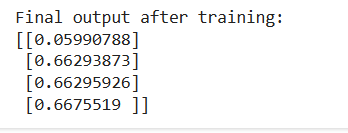 Final output after training:
[[0.05990788]
 [0.66293873]
 [0.66295926]
 [0.6675519 ]]